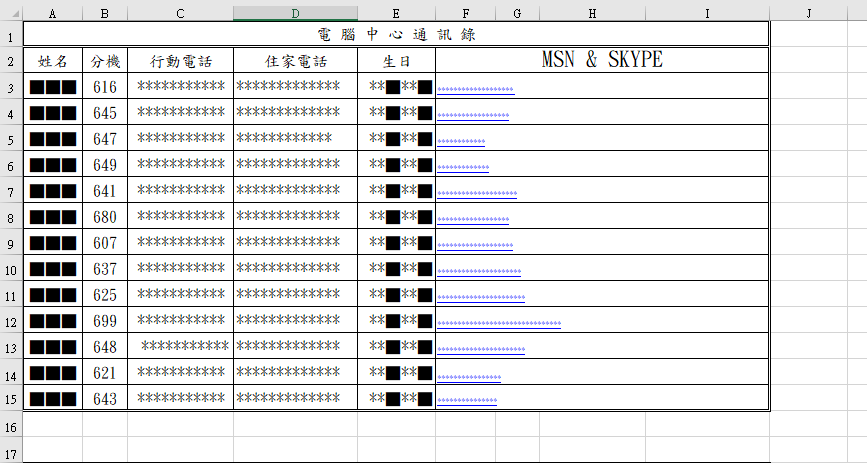 A B C D E F G H I J
1 電 腦 中 心 通 訊 錄
2 姓名 分機 行動電話 住家電話 生日 MSN & SKYPE
3 ■■■ 616 *********** ************* **■**■
4 ■■■ 645 *********** ************* **■**■
5 ■■■ 647 *********** ************ **■**■
6 ■■■ 649 *********** ************* **■**■
7 ■■■ 641 *********** ************* **■**■
8 ■■■ 680 *********** ************* **■**■
9 ■■■ 607 *********** ************* **■**■
10 ■■■ 637 *********** ************* **■**■
11 ■■■ 625 *********** ************* **■**■
12 ■■■ 699 *********** ************* **■**■
13 ■■■ 648 *********** ************* **■**■
14 ■■■ 621 *********** ************* **■**■
15 ■■■ 643 *********** ************* **■**■
16
17